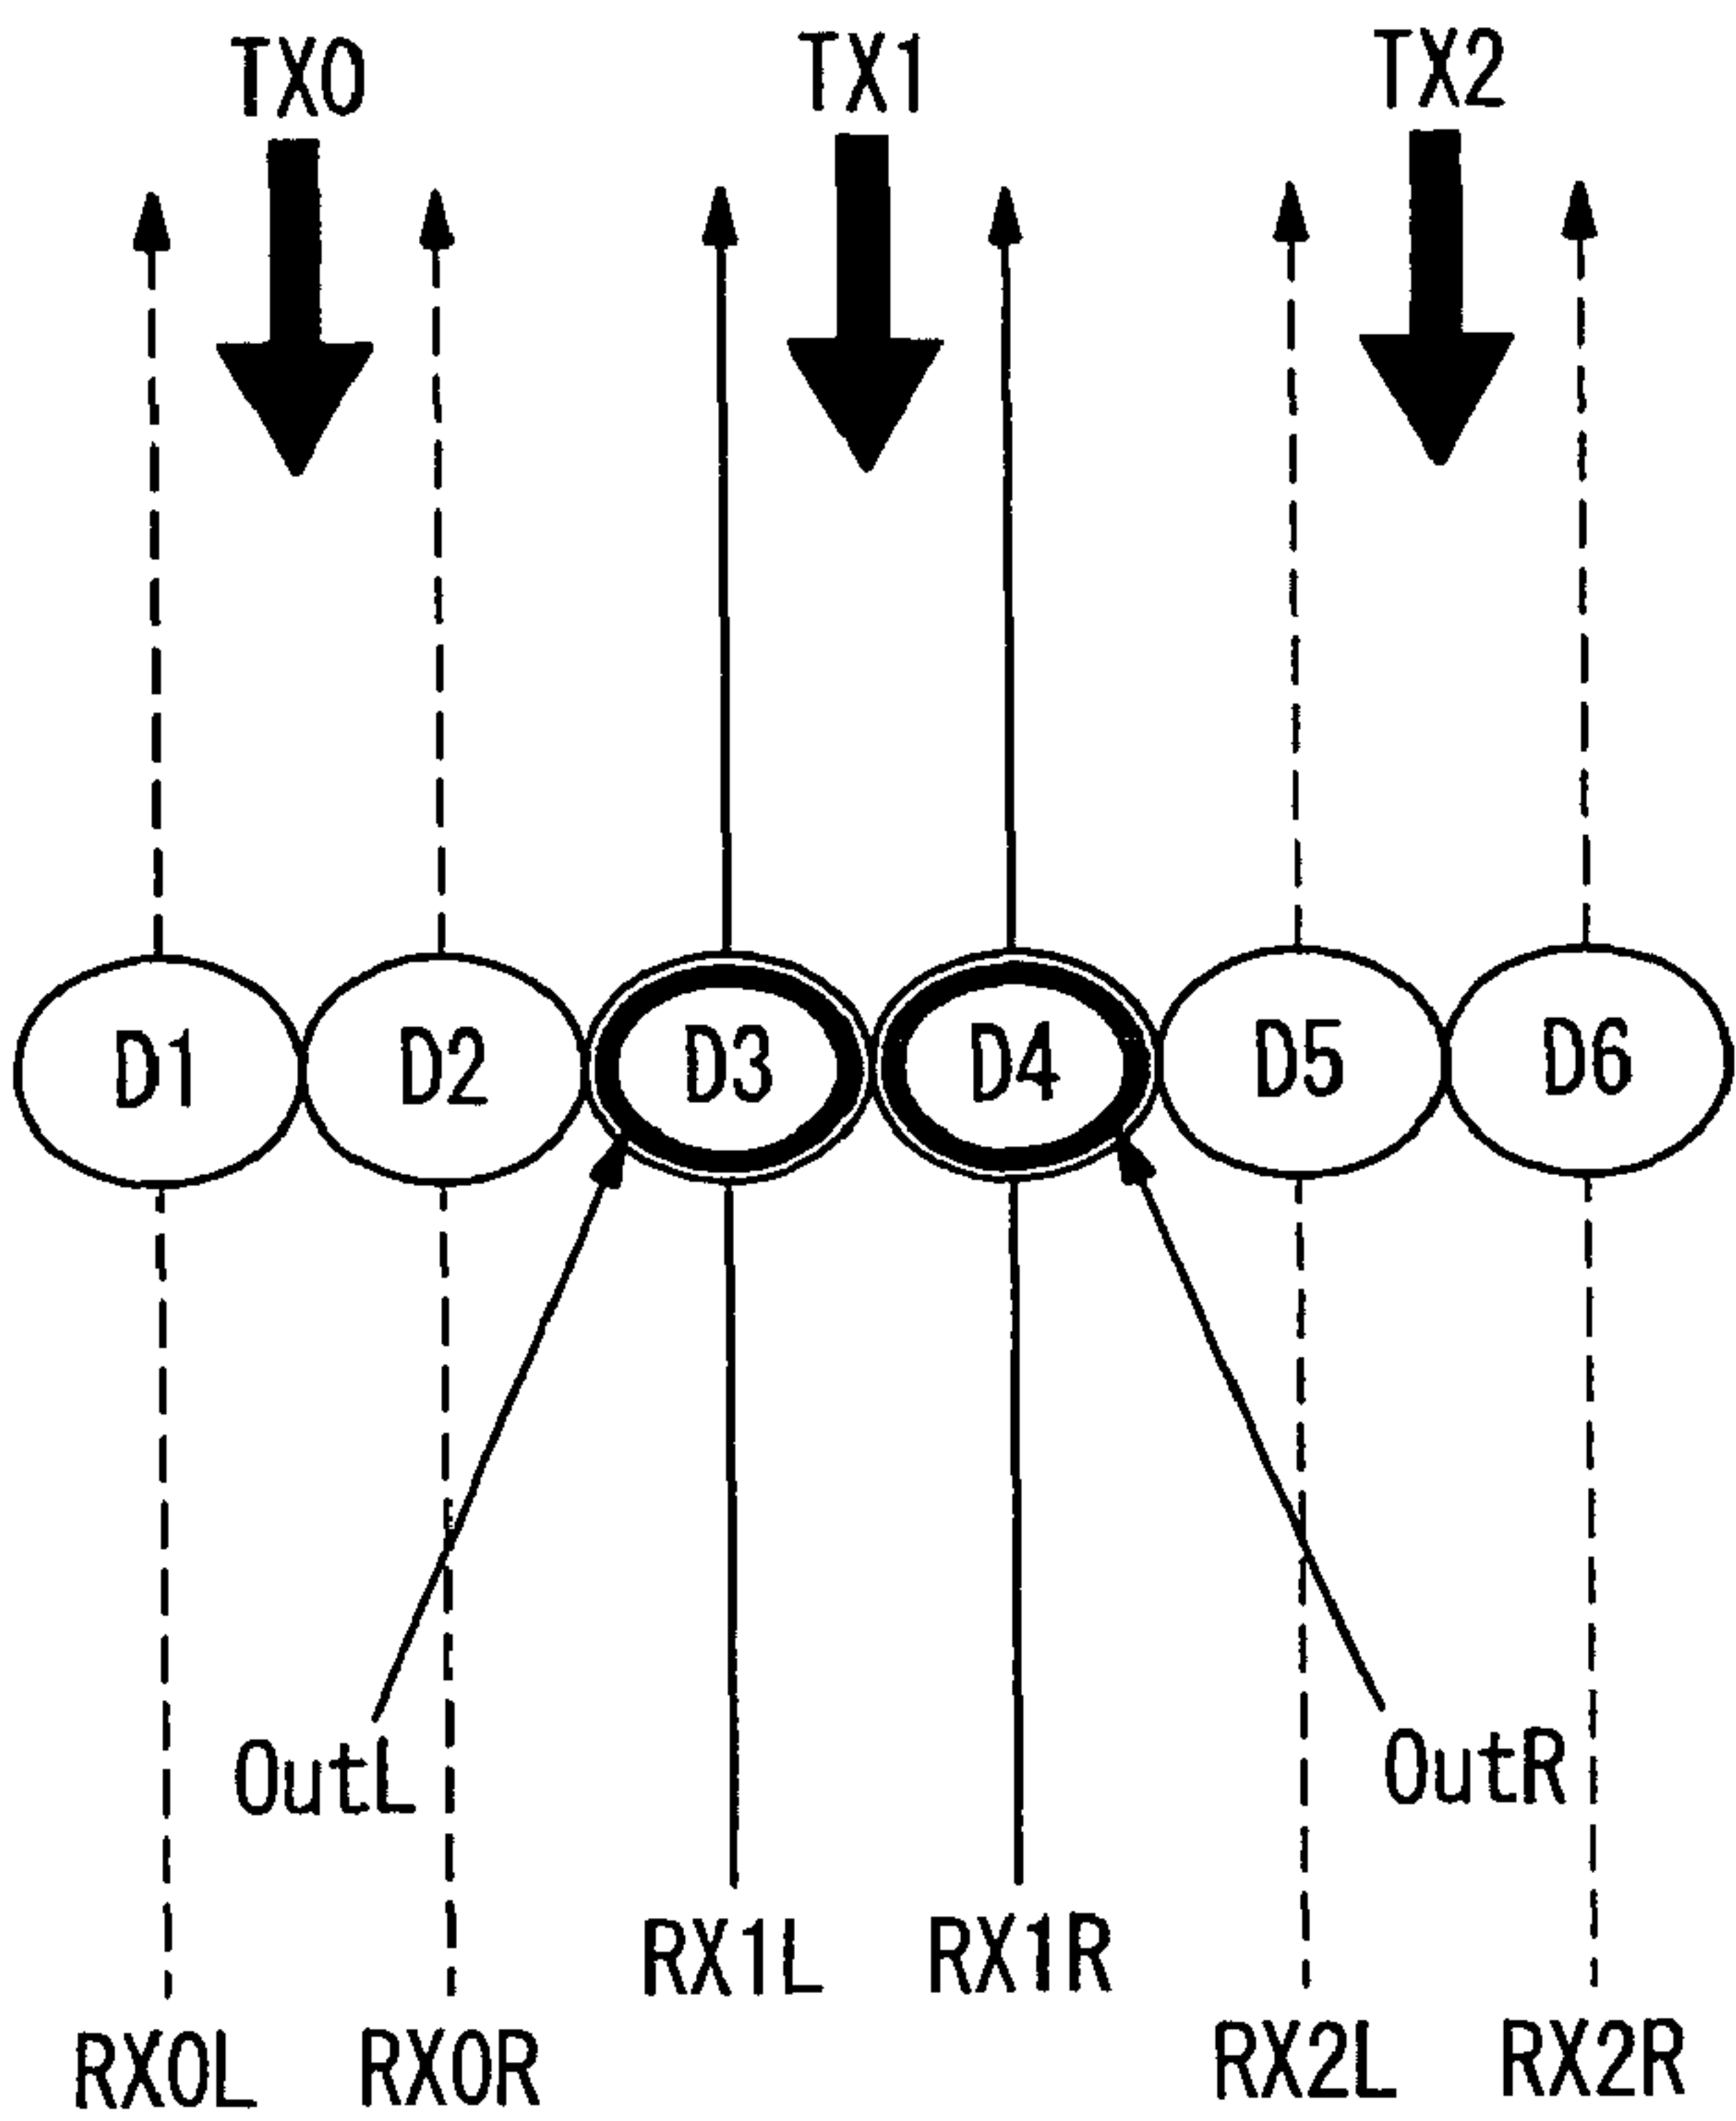 TX0 TX1 TX2
D1 D2 D3 D4 D5 D6
OutL OutR
RX1L RX1R
RX0L RX0R RX2L RX2R